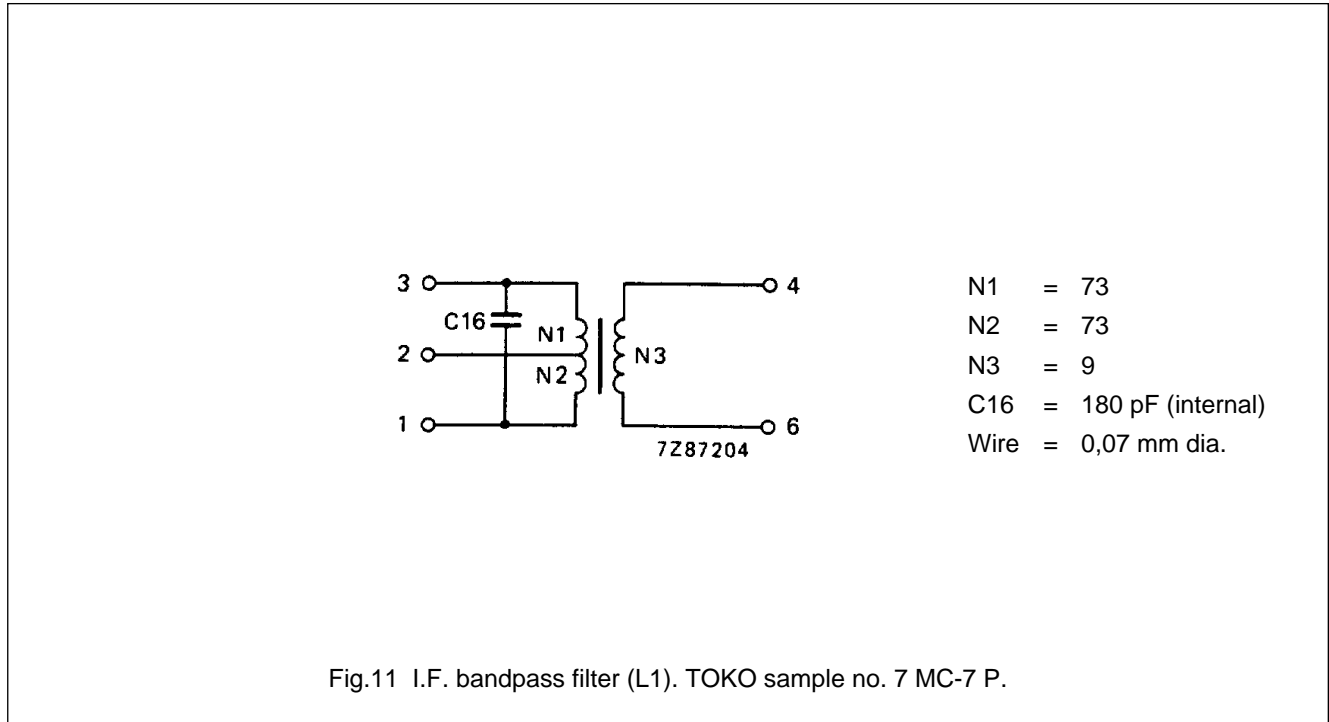 3
C16
N1
2
N2
1
N3
4
6
7Z87204
N1 = 73
N2 = 73
N3 = 9
C16 = 180 pF (internal)
Wire = 0,07 mm dia.
Fig.11 I.F. bandpass filter (L1). TOKO sample no. 7 MC-7 P.